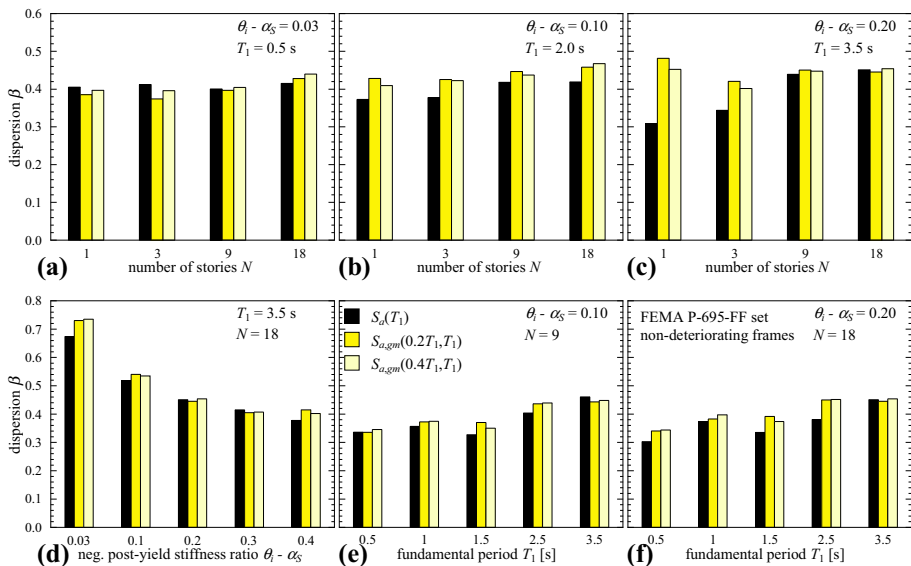 0.6
0.5
0.4
0.3
0.2
0.1
0.0
dispersion β
θi - αS = 0.03
T1 = 0.5 s
1 3 9 18
(a) number of stories N
θi - αS = 0.10
T1 = 2.0 s
1 3 9 18
(b) number of stories N
θi - αS = 0.20
T1 = 3.5 s
1 3 9 18
(c) number of stories N
0.8
0.7
0.6
0.5
0.4
0.3
0.2
0.1
0.0
dispersion β
T1 = 3.5 s
N = 18
0.03 0.1 0.2 0.3 0.4
(d) neg. post-yield stiffness ratio θi - αS
Sa(T1)
Sa,gm(0.2T1,T1)
Sa,gm(0.4T1,T1)
θi - αS = 0.10
N = 9
0.5 1 1.5 2.5 3.5
(e) fundamental period T1 [s]
FEMA P-695-FF set
non-deteriorating frames
θi - αS = 0.20
N = 18
0.5 1 1.5 2.5 3.5
(f) fundamental period T1 [s]